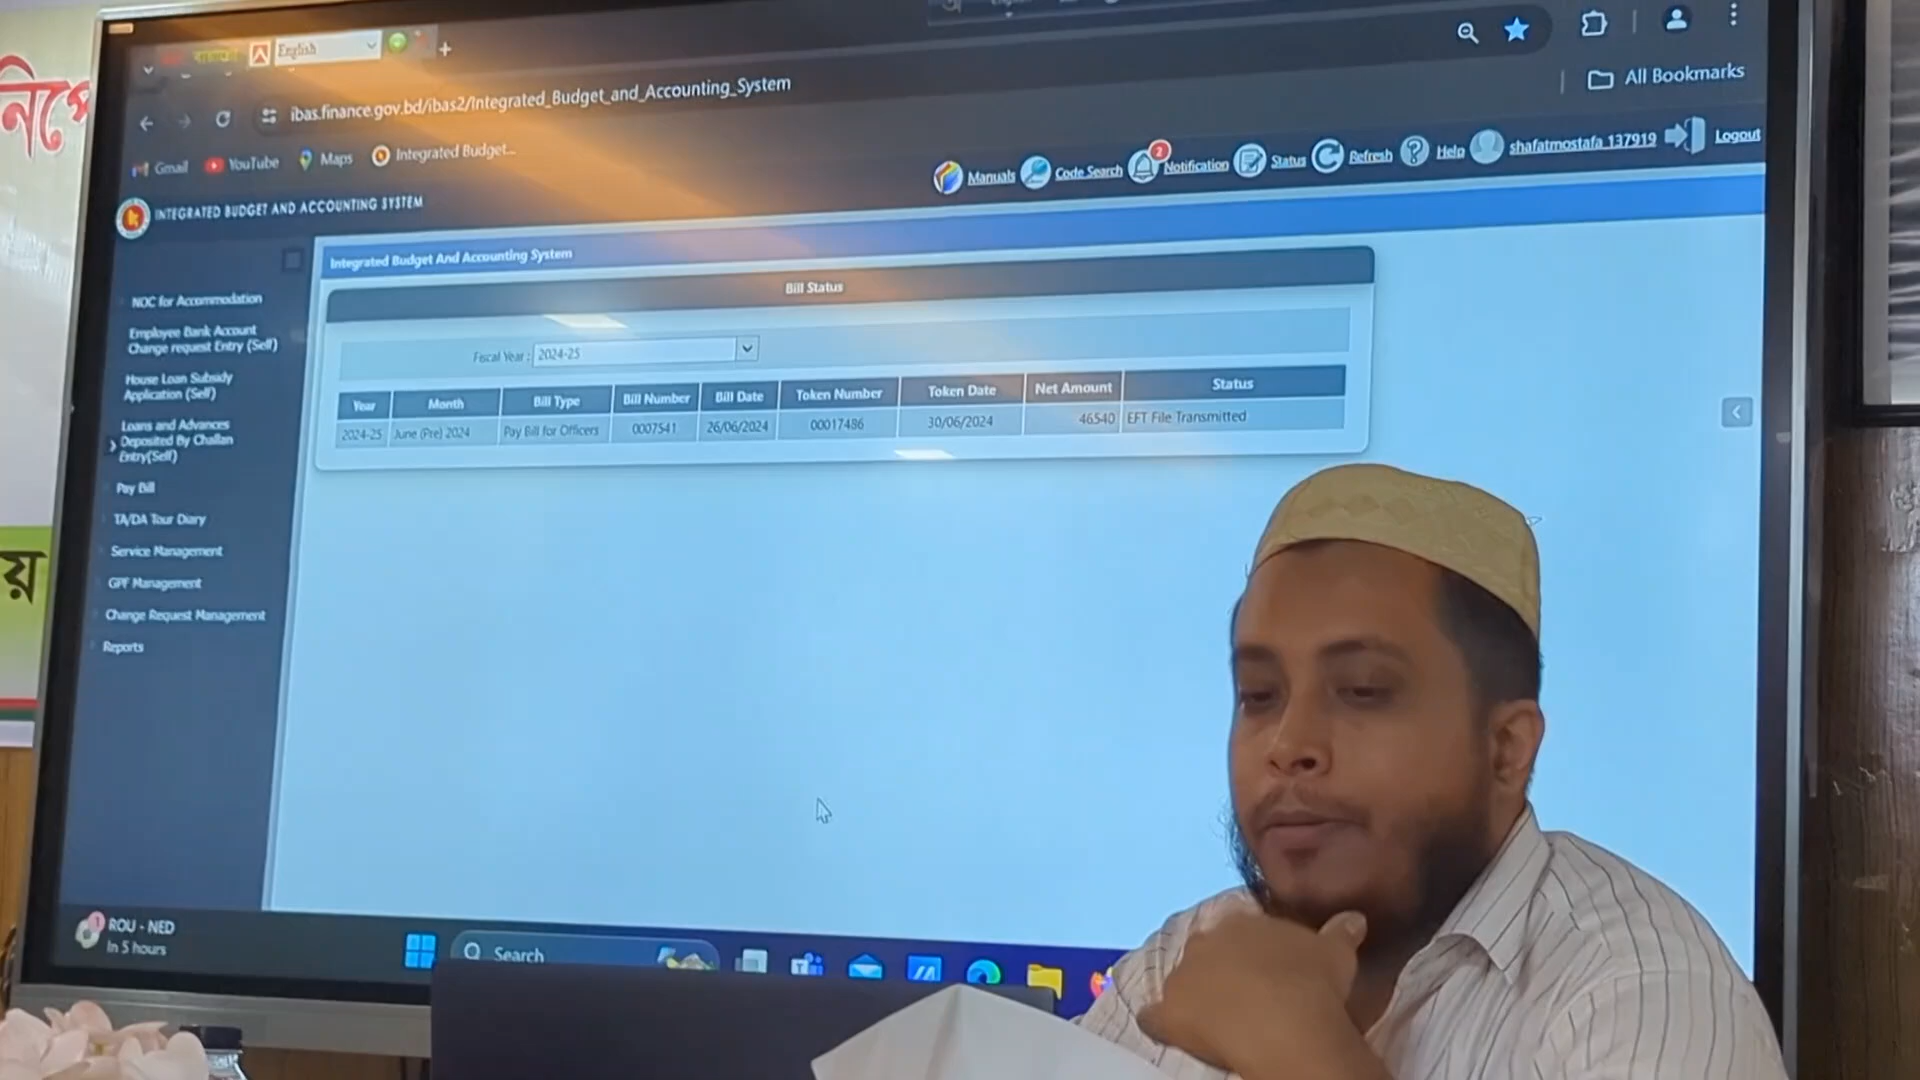 নিপে
য়
English
ibas.finance.gov.bd/ibas2/Integrated_Budget_and_Accounting_System
All Bookmarks
Gmail YouTube Maps Integrated Budget...
Manuals Code Search 2 Notification Status Refresh Help shafatmostafa_137919 Logout
INTEGRATED BUDGET AND ACCOUNTING SYSTEM
Integrated Budget And Accounting System
Bill Status
Fiscal Year : 2024-25
Year Month Bill Type Bill Number Bill Date Token Number Token Date Net Amount Status
2024-25 June (Pre) 2024 Pay Bill for Officers 0007541 26/06/2024 00017486 30/06/2024 46540 EFT File Transmitted
NOC for Accommodation
Employee Bank Account
Change request Entry (Self)
House Loan Subsidy
Application (Self)
Loans and Advances
Deposited By Challan
Entry(Self)
Pay Bill
TA/DA Tour Diary
Service Management
GPF Management
Change Request Management
Reports
1 ROU - NED
In 5 hours
Search